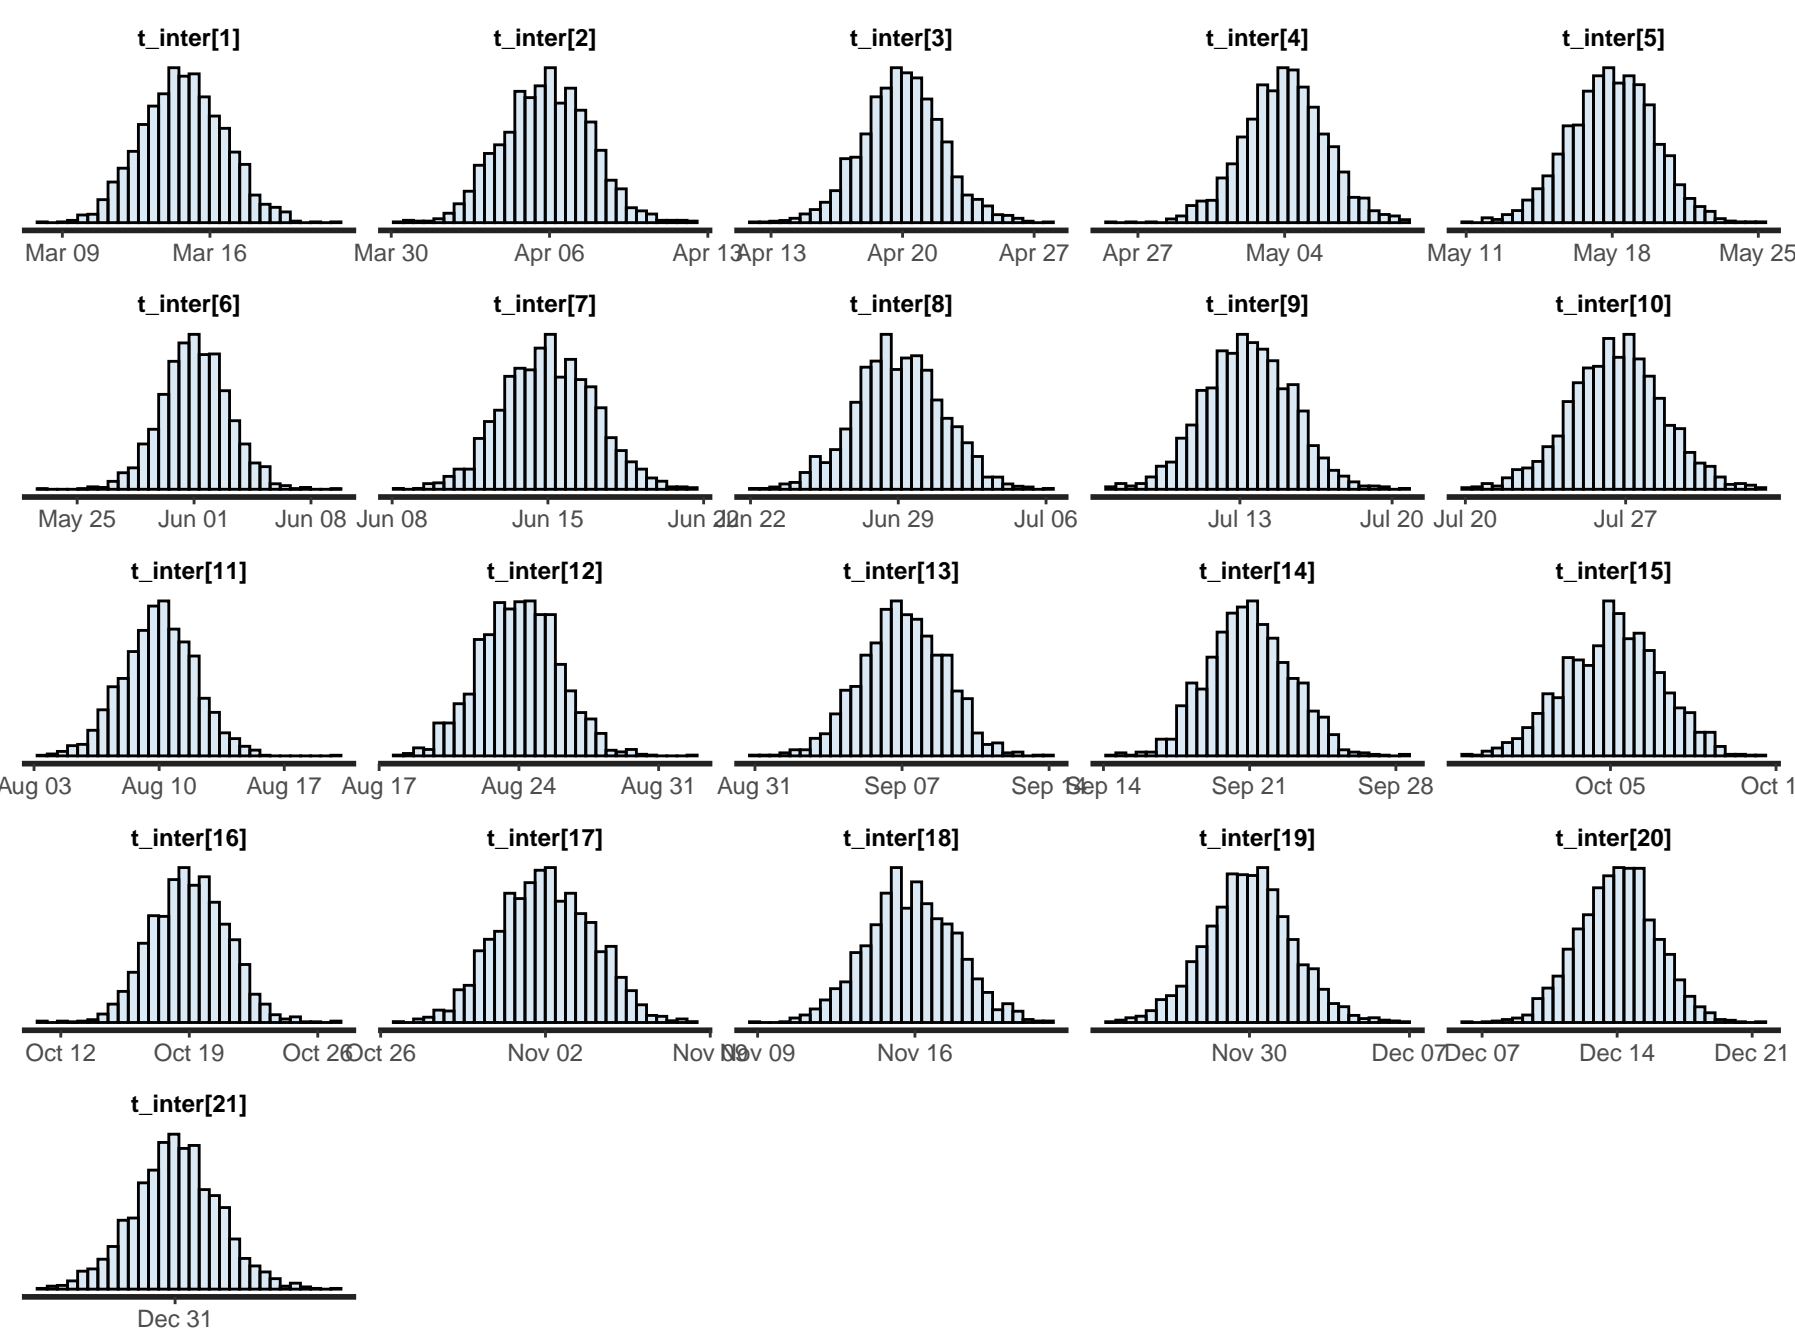 t_inter[1] t_inter[2] t_inter[3] t_inter[4] t_inter[5]
Mar 09 Mar 16 Mar 30 Apr 06 Apr 13 Apr 13 Apr 20 Apr 27 Apr 27 May 04 May 11 May 18 May 25
t_inter[6] t_inter[7] t_inter[8] t_inter[9] t_inter[10]
May 25 Jun 01 Jun 08 Jun 08 Jun 15 Jun 22 Jun 22 Jun 29 Jul 06 Jul 13 Jul 20 Jul 20 Jul 27
t_inter[11] t_inter[12] t_inter[13] t_inter[14] t_inter[15]
Aug 03 Aug 10 Aug 17 Aug 17 Aug 24 Aug 31 Aug 31 Sep 07 Sep 14 Sep 14 Sep 21 Sep 28 Oct 05 Oct 1
t_inter[16] t_inter[17] t_inter[18] t_inter[19] t_inter[20]
Oct 12 Oct 19 Oct 26 Oct 26 Nov 02 Nov 09 Nov 09 Nov 16 Nov 30 Dec 07 Dec 07 Dec 14 Dec 21
t_inter[21]
Dec 31